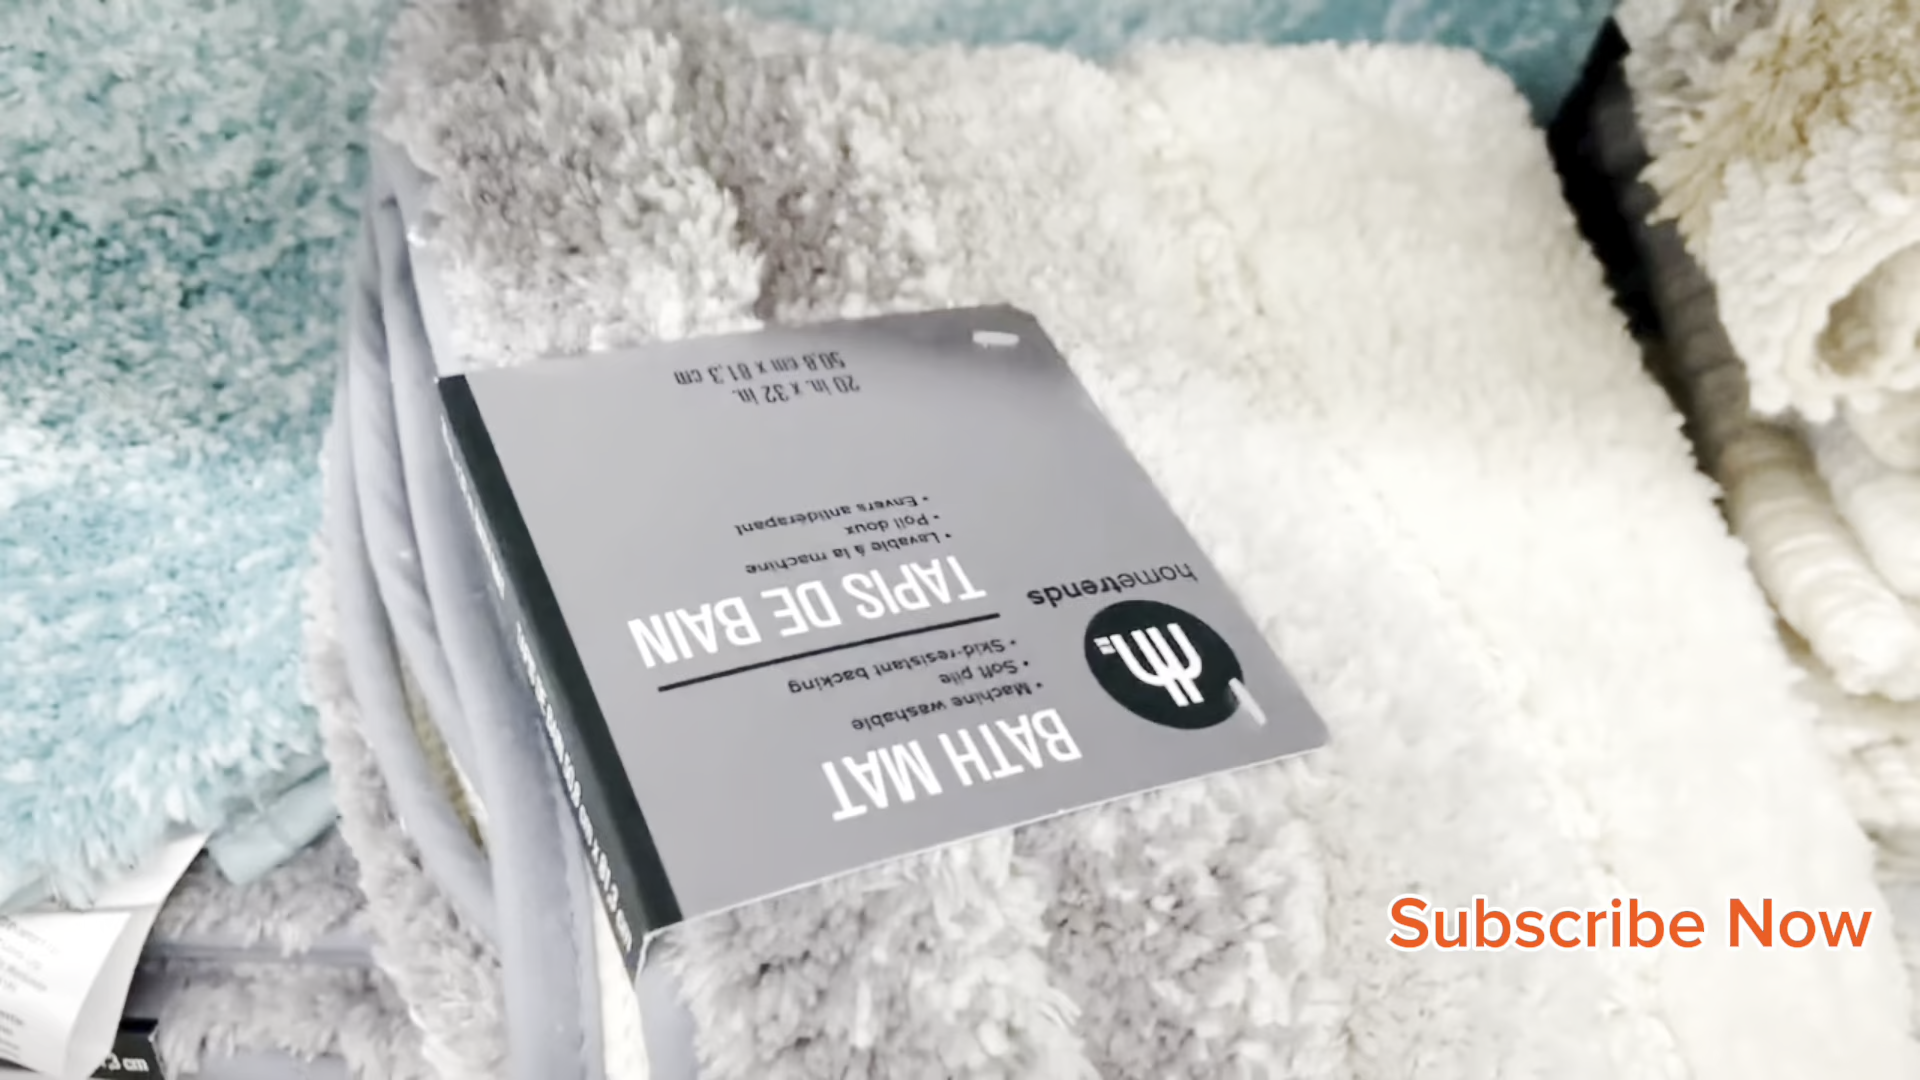 hometrends
BATH MAT
• Machine washable
• Soft pile
• Skid-resistant backing
TAPIS DE BAIN
• Lavable à la machine
• Poil doux
• Envers antidérapant
20 in. x 32 in.
50,8 cm x 81,3 cm
Subscribe Now
cm